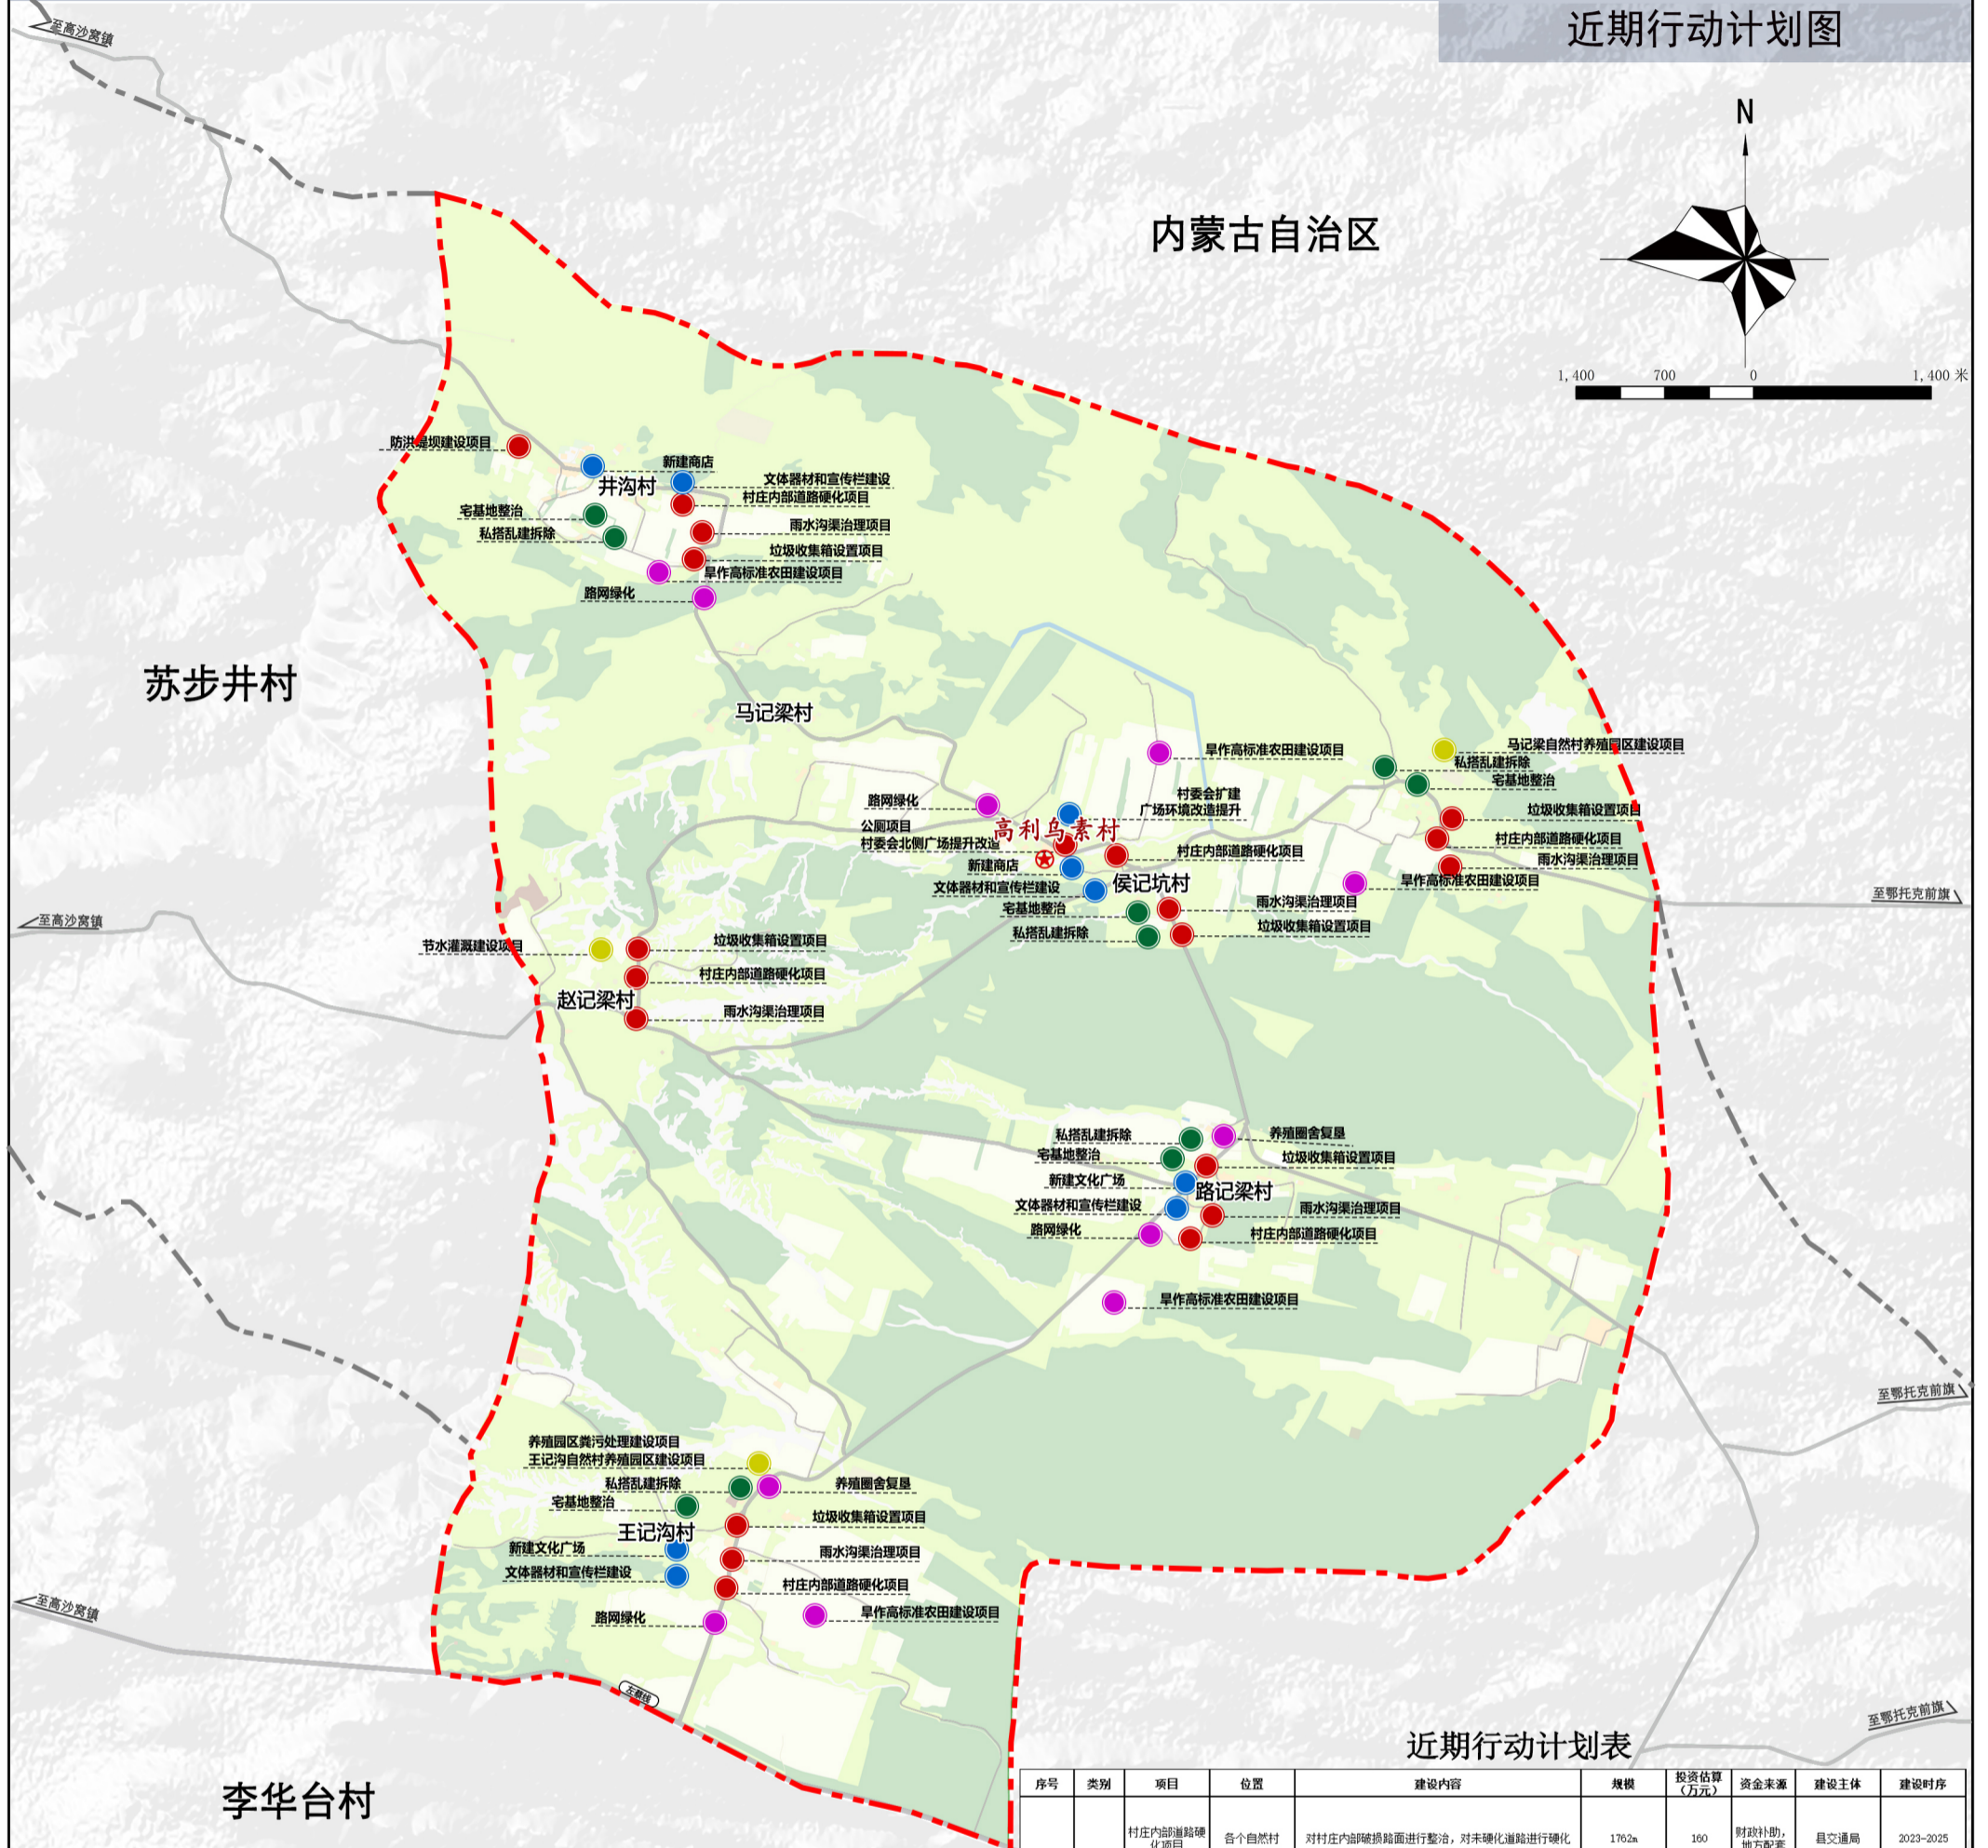 近期行动计划图
至高沙窝镇
N
内蒙古自治区
1,400 700 0 1,400 米
防洪堤坝建设项目
新建商店
井沟村
文体器材和宣传栏建设
村庄内部道路硬化项目
宅基地整治
雨水沟渠治理项目
私搭乱建拆除
垃圾收集箱设置项目
旱作高标准农田建设项目
路网绿化
苏步井村
马记梁村
旱作高标准农田建设项目
马记梁自然村养殖园区建设项目
私搭乱建拆除
宅基地整治
路网绿化
村委会扩建
广场环境改造提升
垃圾收集箱设置项目
公厕项目
高利乌素村
村委会北侧广场提升改造
村庄内部道路硬化项目
村庄内部道路硬化项目
新建商店
雨水沟渠治理项目
文体器材和宣传栏建设
侯记坑村
旱作高标准农田建设项目
至鄂托克前旗
宅基地整治
雨水沟渠治理项目
私搭乱建拆除
垃圾收集箱设置项目
至高沙窝镇
节水灌溉建设项目
垃圾收集箱设置项目
村庄内部道路硬化项目
赵记梁村
雨水沟渠治理项目
私搭乱建拆除
养殖圈舍复垦
宅基地整治
垃圾收集箱设置项目
新建文化广场
路记梁村
文体器材和宣传栏建设
雨水沟渠治理项目
路网绿化
村庄内部道路硬化项目
旱作高标准农田建设项目
至鄂托克前旗
养殖园区粪污处理建设项目
王记沟自然村养殖园区建设项目
私搭乱建拆除
养殖圈舍复垦
宅基地整治
垃圾收集箱设置项目
王记沟村
新建文化广场
雨水沟渠治理项目
文体器材和宣传栏建设
村庄内部道路硬化项目
路网绿化
旱作高标准农田建设项目
至高沙窝镇
至鄂托克前旗
李华台村
近期行动计划表
序号 类别 项目 位置 建设内容 规模 投资估算（万元） 资金来源 建设主体 建设时序
村庄内部道路硬化项目 各个自然村 对村庄内部破损路面进行整治，对未硬化道路进行硬化 1762m 160 财政补助，地方配套 县交通局 2023-2025